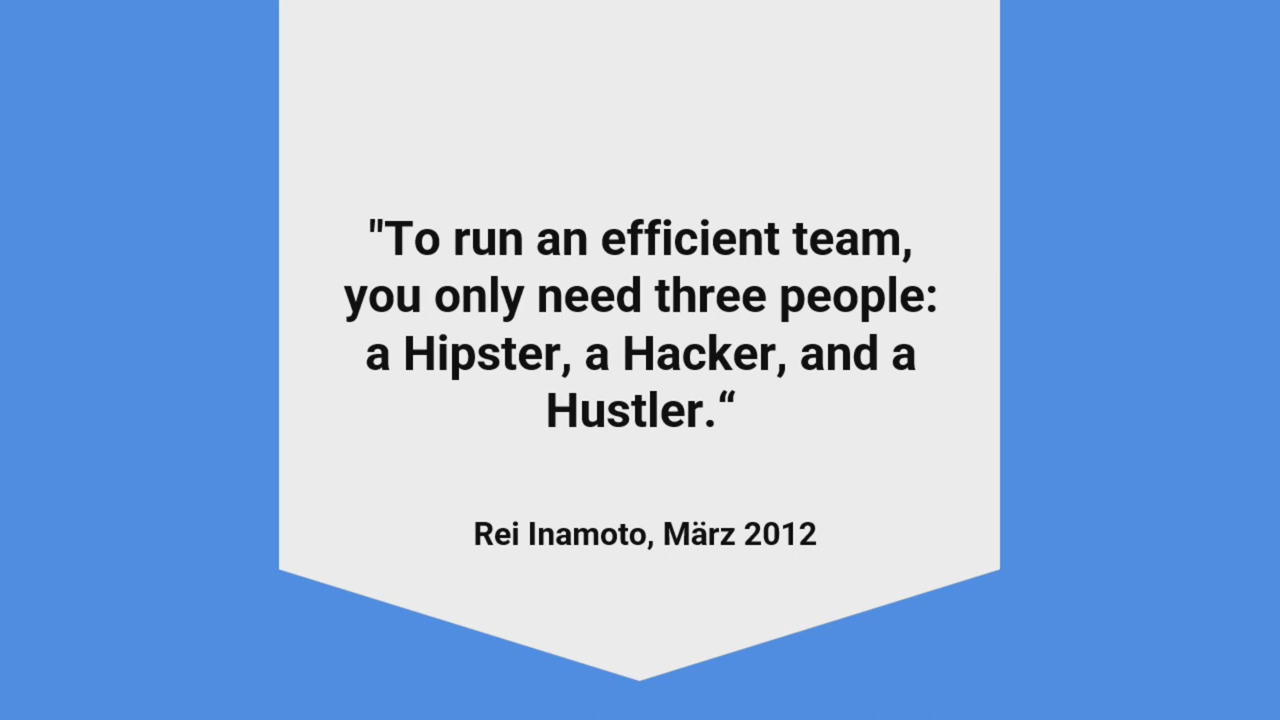 "To run an efficient team,
you only need three people:
a Hipster, a Hacker, and a
Hustler.“
Rei Inamoto, März 2012